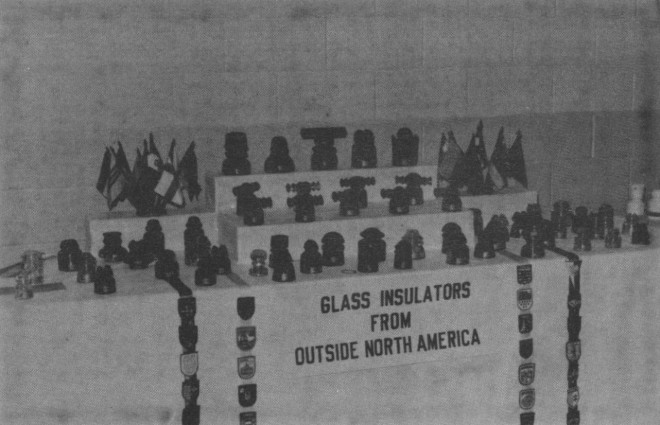 GLASS INSULATORS
FROM
OUTSIDE NORTH AMERICA